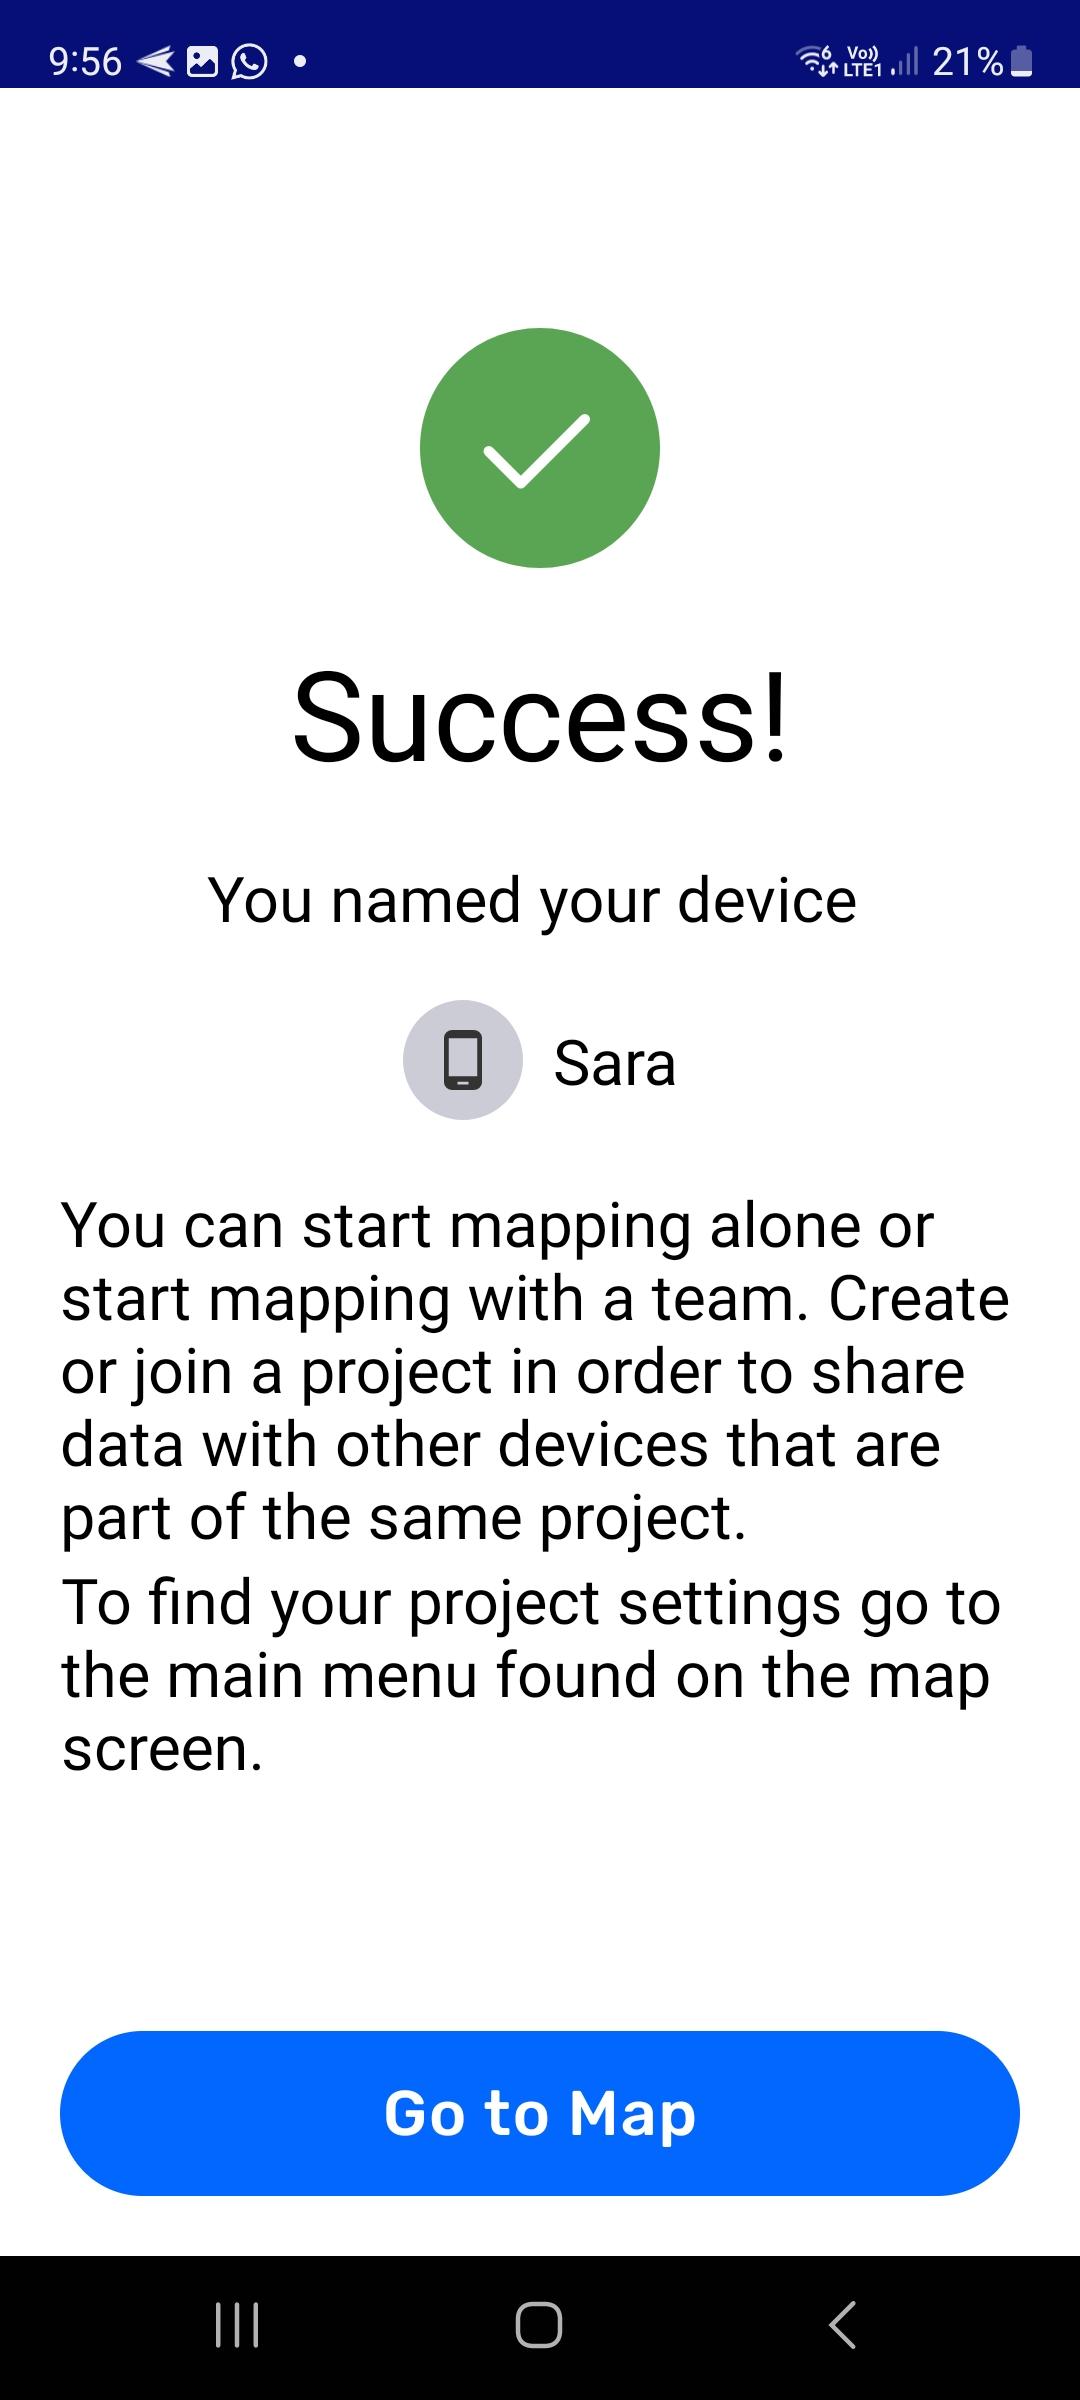 9:56
6 Vo)) LTE1 21%
Success!
You named your device
Sara
You can start mapping alone or
start mapping with a team. Create
or join a project in order to share
data with other devices that are
part of the same project.
To find your project settings go to
the main menu found on the map
screen.
Go to Map